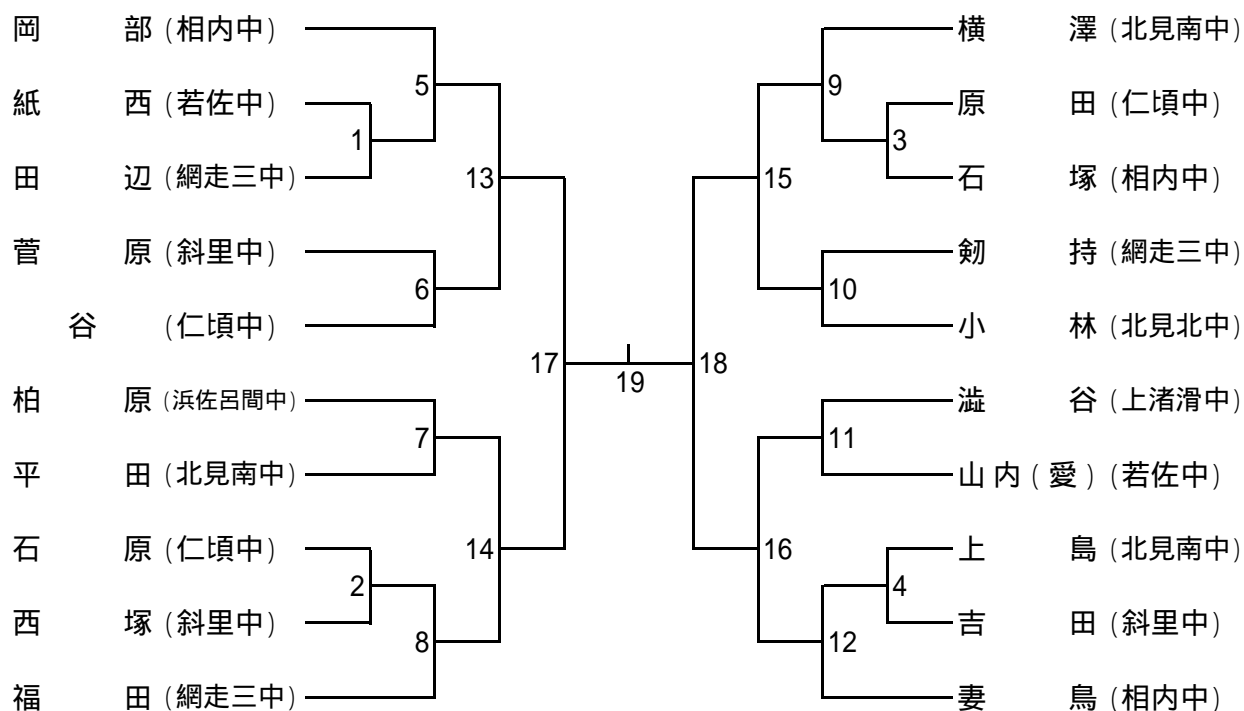 岡部(相内中)
紙西(若佐中)
田辺(網走三中)
菅原(斜里中)
谷(仁頃中)
柏原(浜佐呂間中)
平田(北見南中)
石原(仁頃中)
西塚(斜里中)
福田(網走三中)
1
2
5
6
7
8
13
14
17
19
18
15
16
9
10
11
12
3
4
横澤(北見南中)
原田(仁頃中)
石塚(相内中)
剱持(網走三中)
小林(北見北中)
澁谷(上渚滑中)
山内(愛)(若佐中)
上島(北見南中)
吉田(斜里中)
妻鳥(相内中)